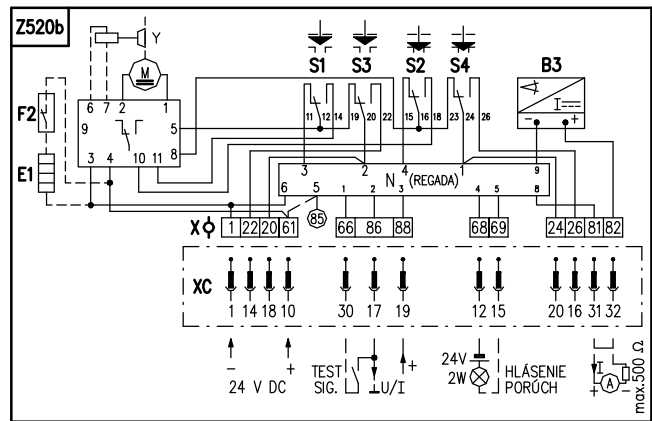 Z520b
Y
M
S1 S3 S2 S4 B3
F2
6 7 2 1
9 5
8
3 4 10 11
11 12 14 19 20 22 15 16 18 23 24 26
I
− +
E1
3 2 4 1 9
N (REGADA)
6 5 1 2 3 4 5 8
85
X 1 22 20 61 66 86 88 68 69 24 26 81 82
XC
1 14 18 10 30 17 19 12 15 20 16 31 32
− +
24 V DC
TEST
SIG.
U/I
+
24V
2W
HLÁSENIE
PORÚCH
I
A
+ −
max.500 Ω